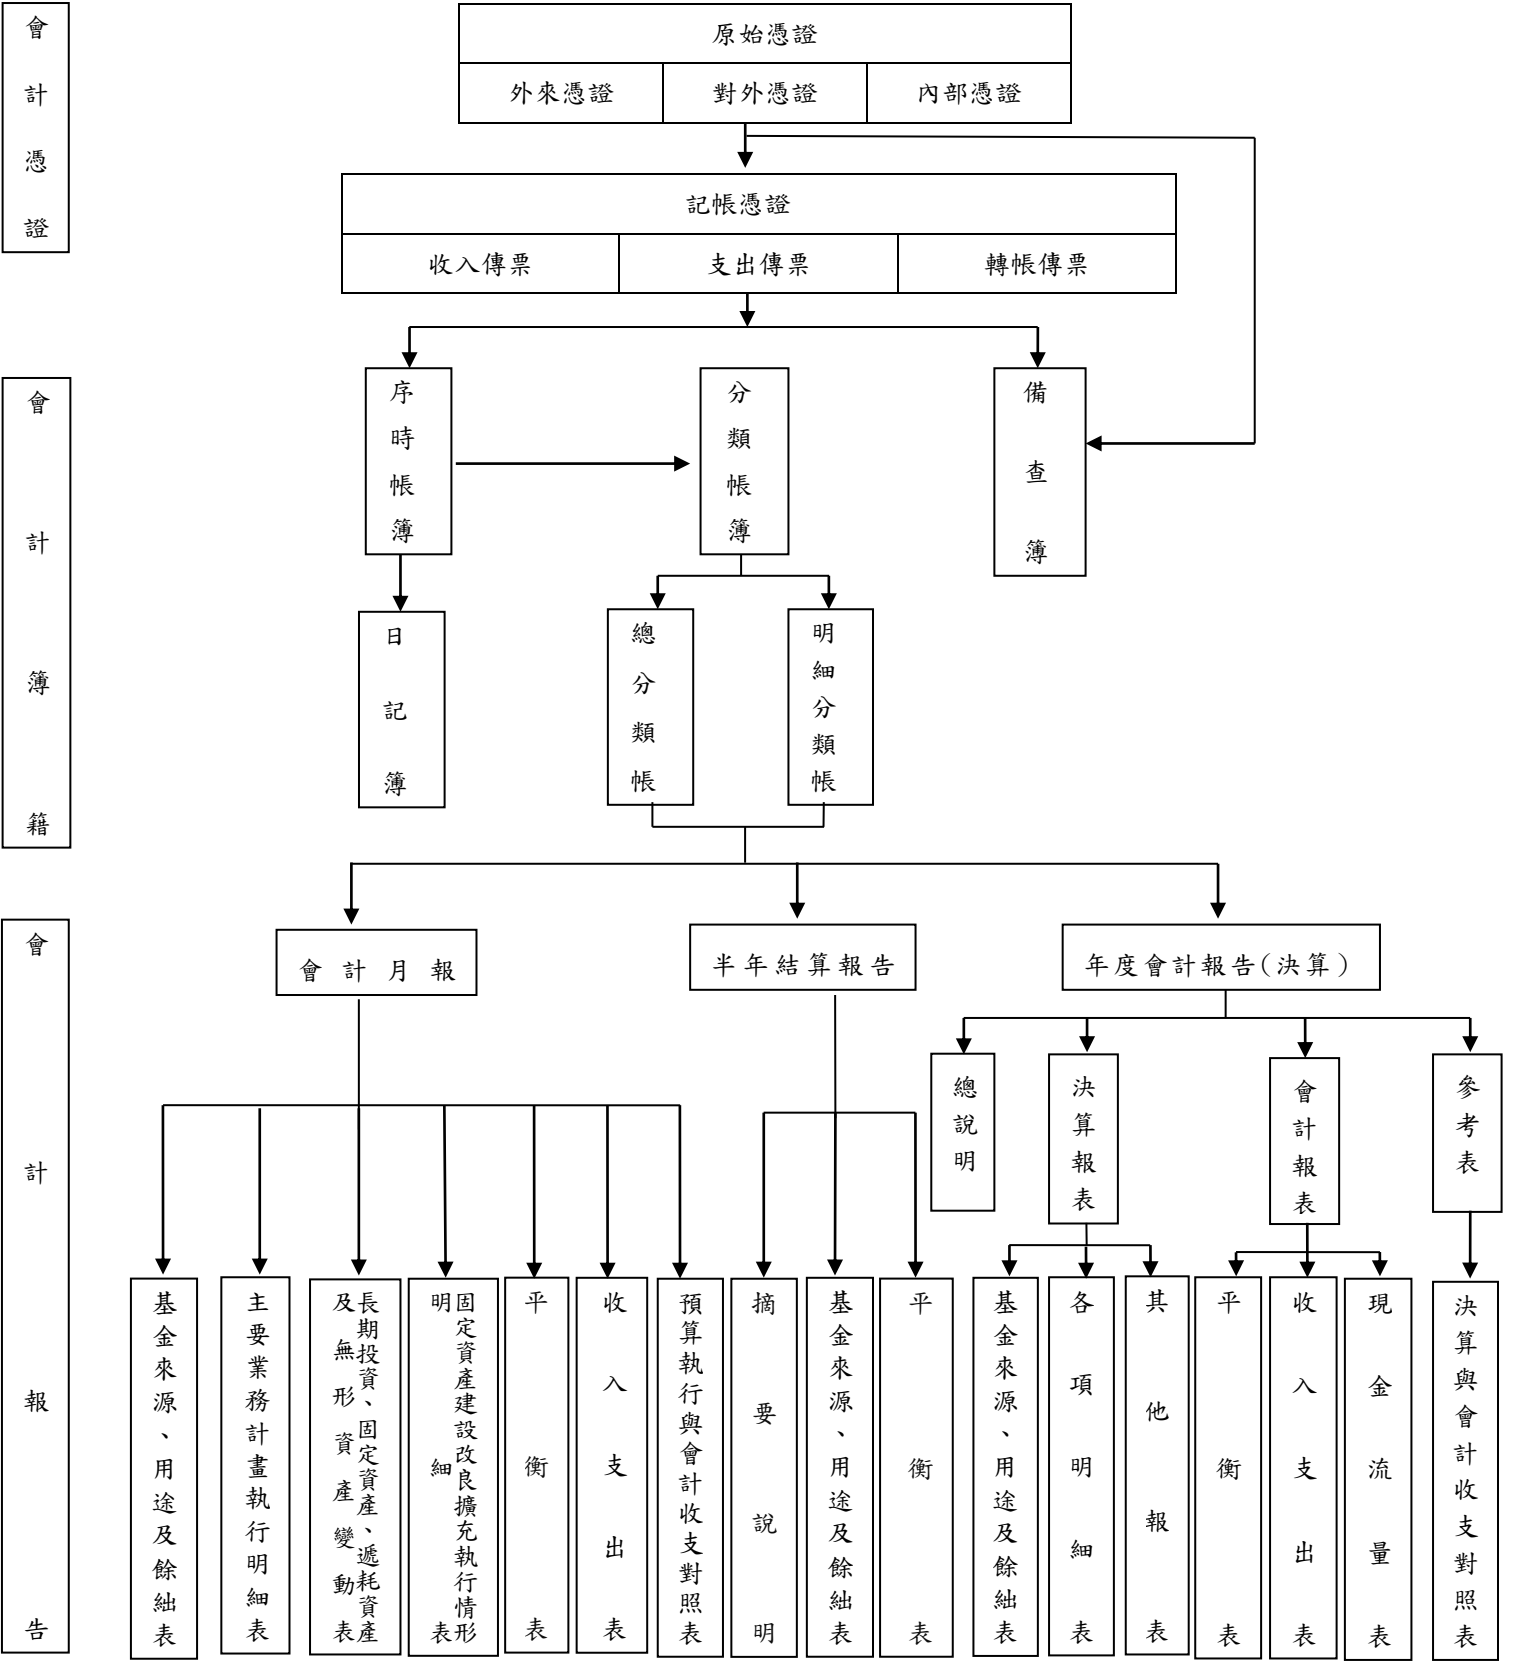 會計憑證
原始憑證
外來憑證
對外憑證
內部憑證
記帳憑證
收入傳票
支出傳票
轉帳傳票
會計簿籍
序時帳簿
分類帳簿
備查簿
日記簿
總分類帳
明細分類帳
會計報告
會計月報
半年結算報告
年度會計報告(決算)
總說明
決算報表
會計報表
參考表
基金來源、用途及餘絀表
主要業務計畫執行明細表
長期投資、固定資產、遞耗資產
及無形資產變動表
固定資產建設改良擴充執行情形
明細表
平衡表
收入支出表
預算執行與會計收支對照表
摘要說明
基金來源、用途及餘絀表
平衡表
基金來源、用途及餘絀表
各項明細表
其他報表
平衡表
收入支出表
現金流量表
決算與會計收支對照表